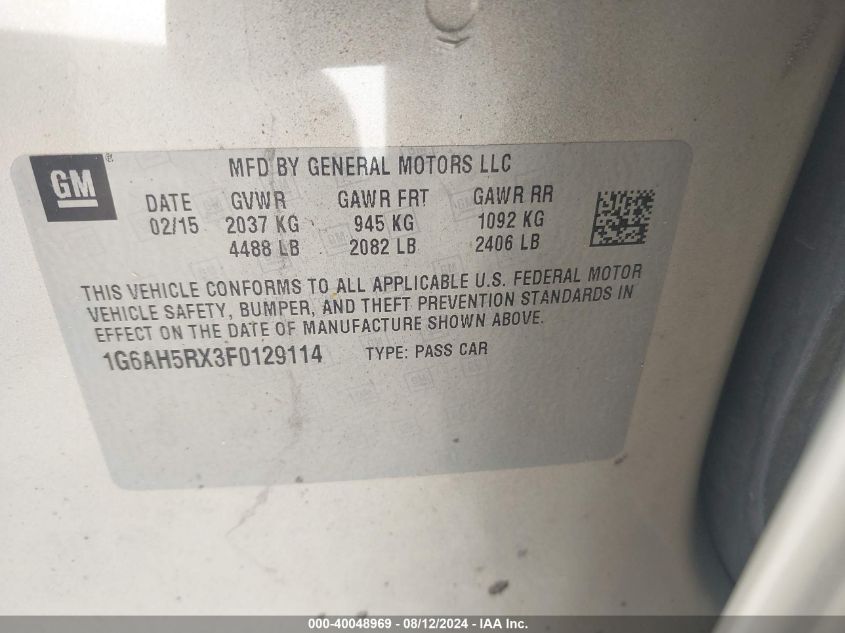 GM ®
MFD BY GENERAL MOTORS LLC
DATE GVWR GAWR FRT GAWR RR
02/15 2037 KG 945 KG 1092 KG
4488 LB 2082 LB 2406 LB
THIS VEHICLE CONFORMS TO ALL APPLICABLE U.S. FEDERAL MOTOR
VEHICLE SAFETY, BUMPER, AND THEFT PREVENTION STANDARDS IN
EFFECT ON THE DATE OF MANUFACTURE SHOWN ABOVE.
1G6AH5RX3F0129114 TYPE: PASS CAR
000-40048969 - 08/12/2024 - IAA, Inc.